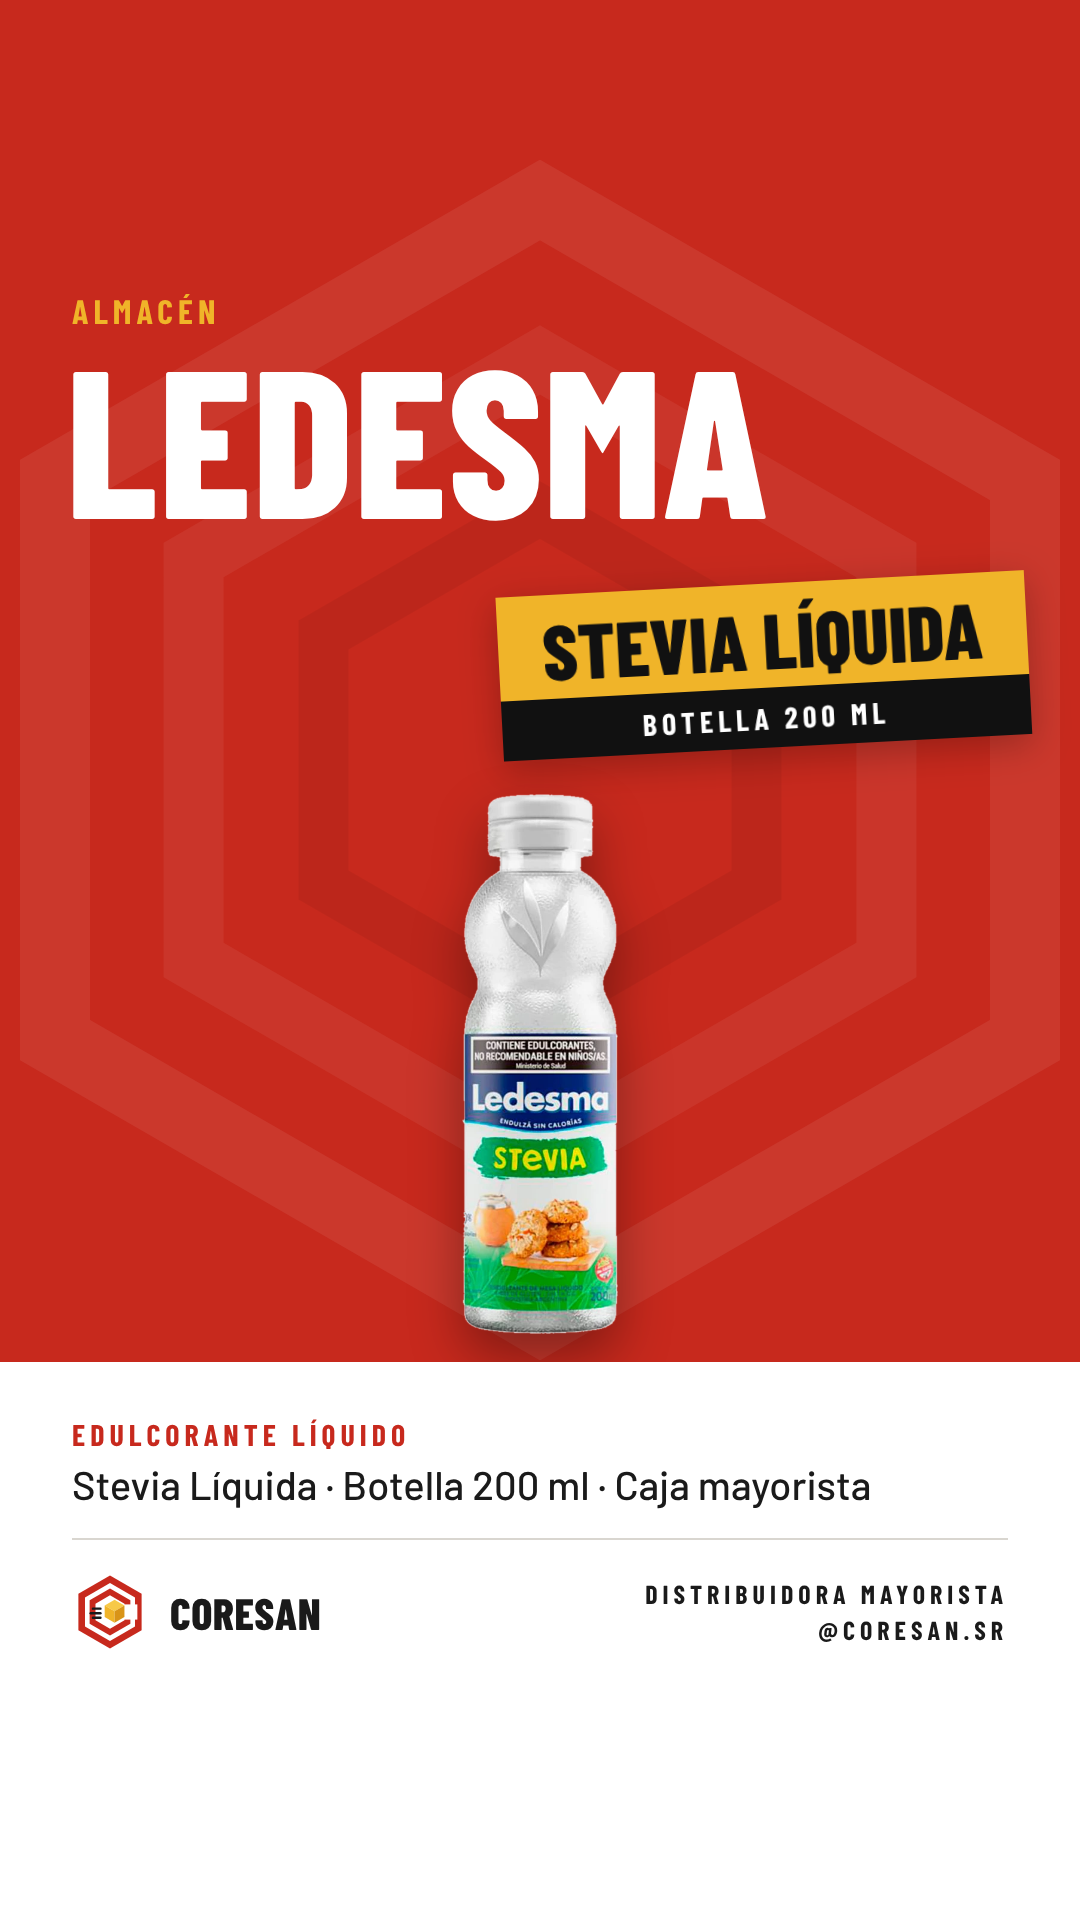 ALMACÉN
LEDESMA
STEVIA LÍQUIDA
BOTELLA 200 ML
CONTIENE EDULCORANTES,
NO RECOMENDABLE EN NIÑOS/AS.
Ministerio de Salud
Ledesma
ENDULZÁ SIN CALORÍAS
STeVIA
EDULCORANTE LÍQUIDO
Stevia Líquida · Botella 200 ml · Caja mayorista
CORESAN
DISTRIBUIDORA MAYORISTA
@CORESAN.SR